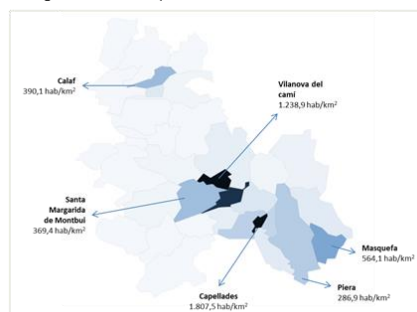 Calaf
390,1 hab/km²
Vilanova del
camí
1.238,9 hab/km²
Santa
Margarida
de Montbui
369,4 hab/km²
Masquefa
564,1 hab/km²
Piera
286,9 hab/km²
Capellades
1.807,5 hab/km²